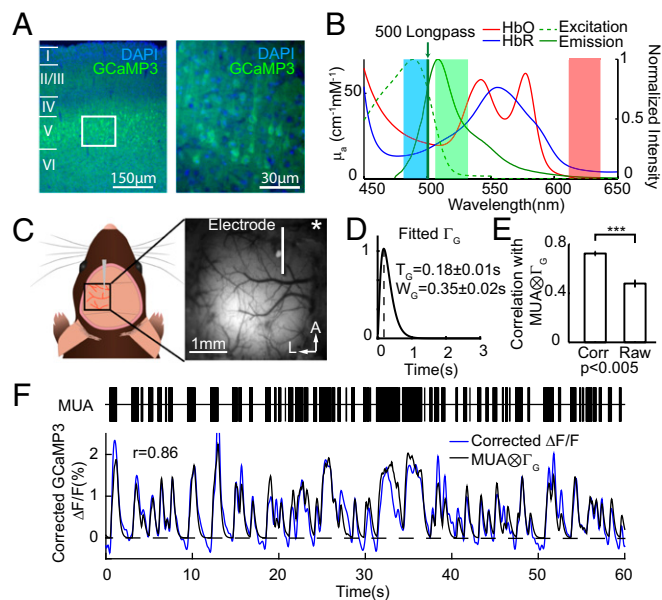 A
DAPI
GCaMP3
I
II/III
IV
V
VI
150μm
DAPI
GCaMP3
30μm
B
500 Longpass
HbO
HbR
Excitation
Emission
μa (cm-1mM-1)
50
0
1
0.5
0
Normalized Intensity
450 500 550 600 650
Wavelength(nm)
C
Electrode
*
1mm
A
L
D
Fitted ΓG
1
TG=0.18±0.01s
WG=0.35±0.02s
0
0 1 2 3
Time(s)
E
Correlation with
MUA⊗ΓG
0.8
0.4
***
Corr Raw
p<0.005
F
MUA
Corrected GCaMP3
ΔF/F(%)
r=0.86
Corrected ΔF/F
MUA⊗ΓG
2
1
0
0 10 20 30 40 50 60
Time(s)